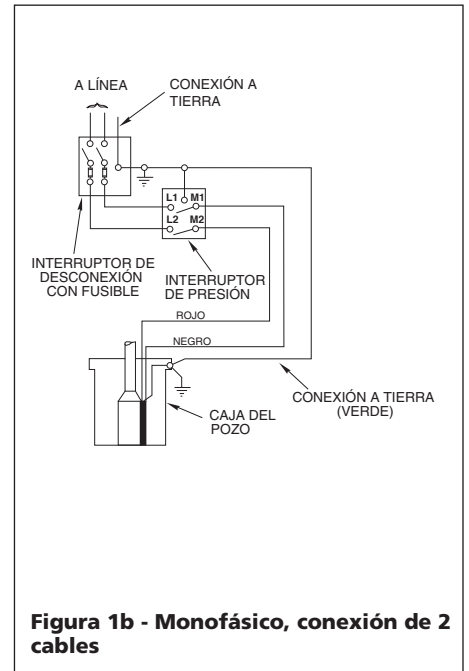 A LÍNEA
CONEXIÓN A
TIERRA
L1 M1
L2 M2
INTERRUPTOR DE
DESCONEXIÓN
CON FUSIBLE
INTERRUPTOR
DE PRESIÓN
ROJO
NEGRO
CONEXIÓN A TIERRA
(VERDE)
CAJA DEL
POZO
Figura 1b - Monofásico, conexión de 2
cables